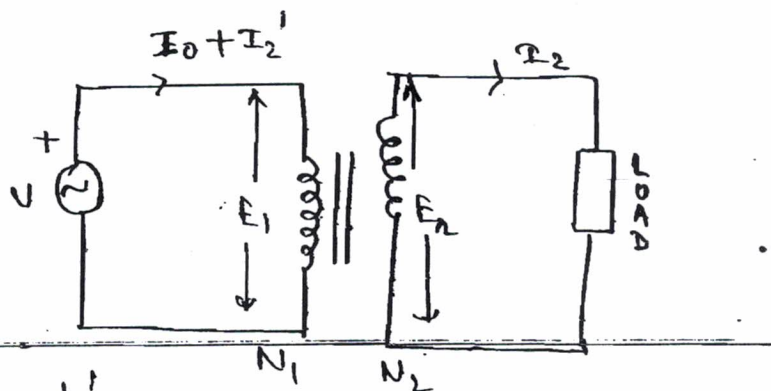 I0 + I2'
I2
+
V
~
E1
E2
LOAD
N1 N2